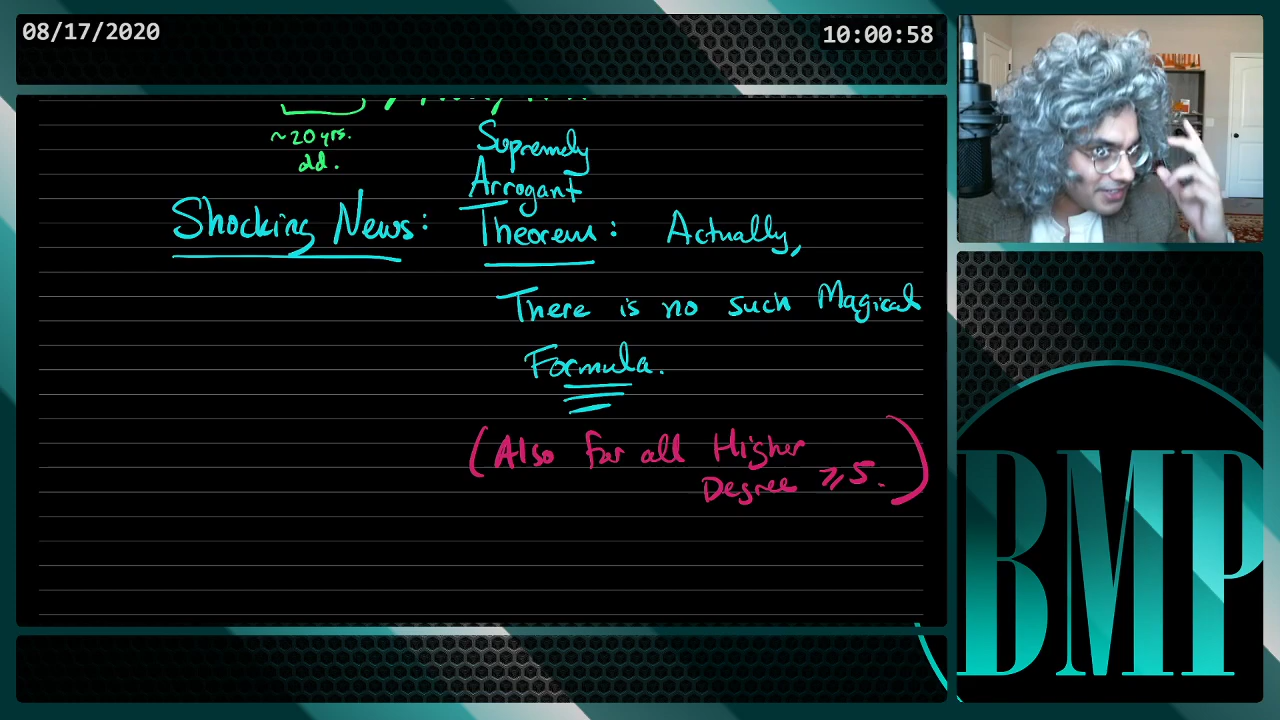 08/17/2020
10:00:58
~20 yrs.
old.
Supremely
Arrogant
Shocking News: Theorem: Actually,
There is no such Magical
Formula.
(Also for all Higher
Degree ≥5.)
BMP